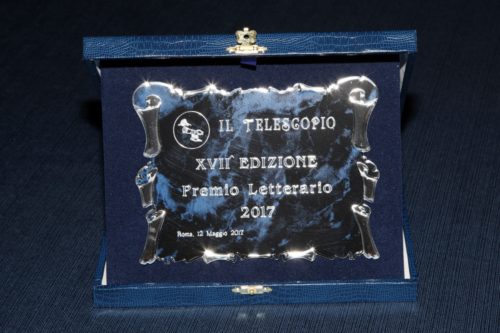 IL TELESCOPIO
XVII EDIZIONE
Premio Letterario
2017
Roma, 12 Maggio 2017